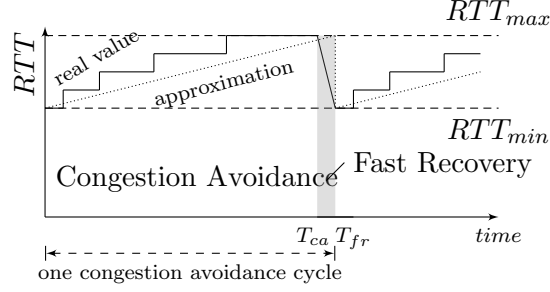 RTT_max
RTT
real value
approximation
RTT_min
Congestion Avoidance
Fast Recovery
T_ca T_fr
time
one congestion avoidance cycle